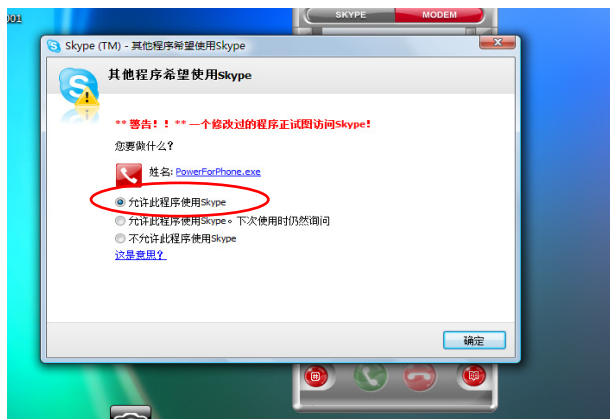 001
SKYPE MODEM
Skype (TM) - 其他程序希望使用Skype
其他程序希望使用Skype
** 警告！！** 一个修改过的程序正试图访问Skype!
您要做什么?
姓名: PowerForPhone.exe
允许此程序使用Skype
允许此程序使用Skype。下次使用时仍然询问
不允许此程序使用Skype
这是意思?
确定